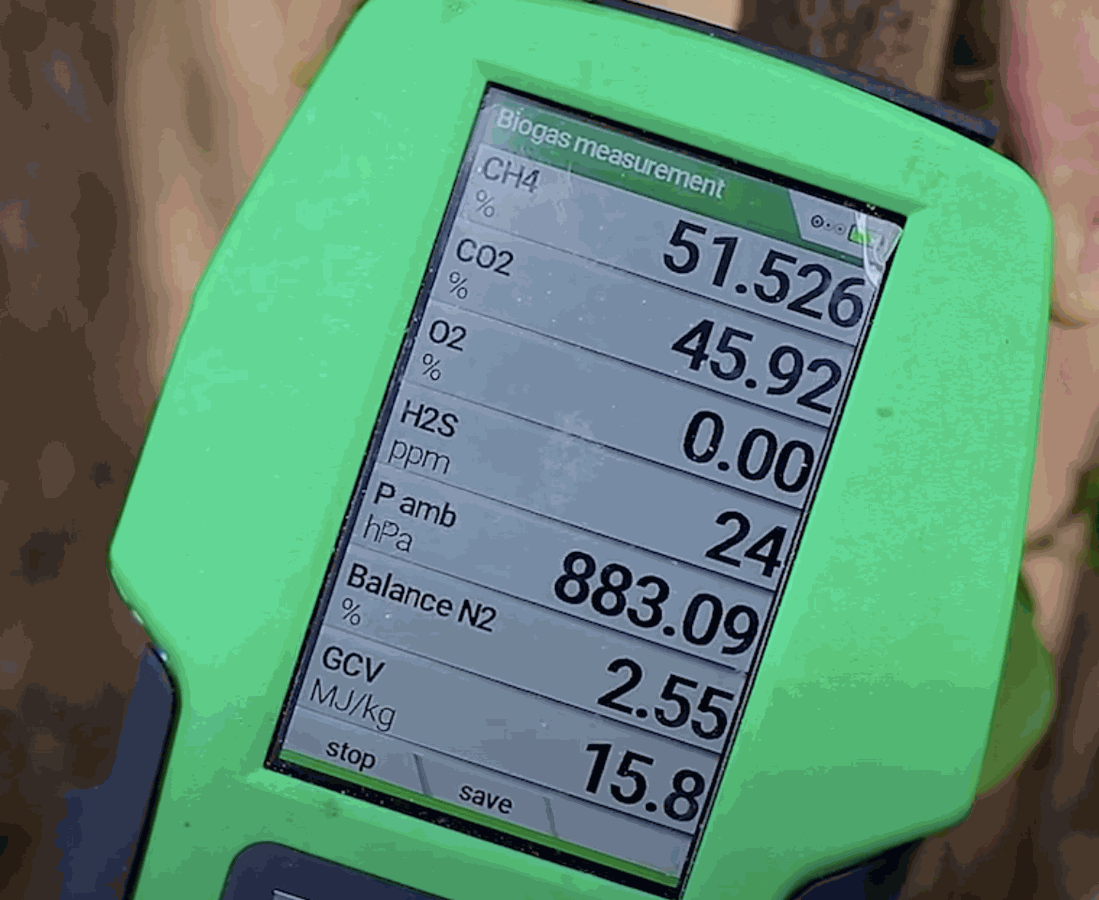 Biogas measurement
CH4
%
51.526
CO2
%
45.92
O2
%
0.00
H2S
ppm
24
P amb
hPa
883.09
Balance N2
%
2.55
GCV
MJ/kg
15.8
stop
save